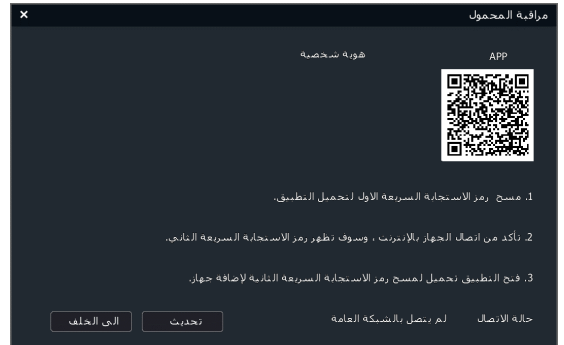 مراقبة المحمول
×
APP هوية شخصية
1. مسح رمز الاستجابة السريعة الاول لتحميل التطبيق.
2. تأكد من اتصال الجهاز بالإنترنت ، وسوف تظهر رمز الاستجابة السريعة الثاني.
3. فتح التطبيق تحميل لمسح رمز الاستجابة السريعة الثانية لإضافة جهاز.
حالة الاتصال لم يتصل بالشبكة العامة
تحديث
الى الخلف